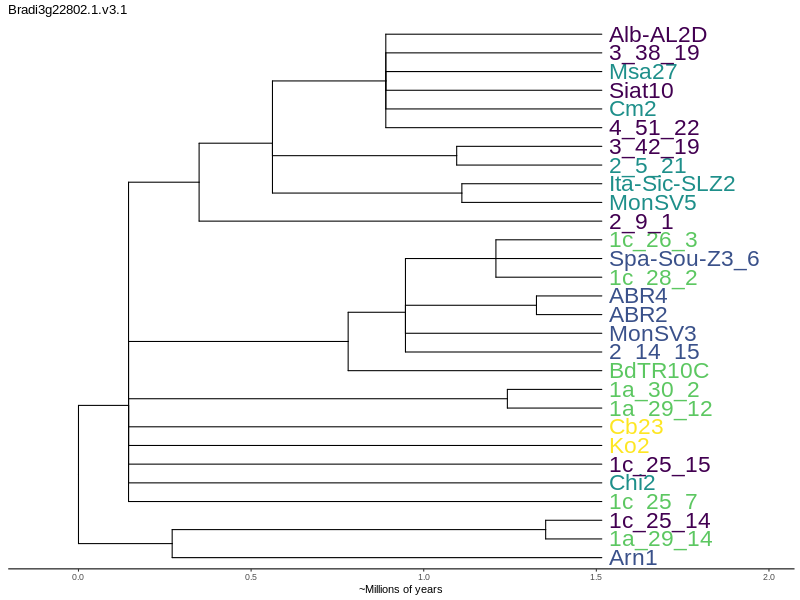 Bradi3g22802.1.v3.1
Alb-AL2D
3_38_19
Msa27
Siat10
Cm2
4_51_22
3_42_19
2_5_21
Ita-Sic-SLZ2
MonSV5
2_9_1
1c_26_3
Spa-Sou-Z3_6
1c_28_2
ABR4
ABR2
MonSV3
2_14_15
BdTR10C
1a_30_2
1a_29_12
Cb23
Ko2
1c_25_15
Chi2
1c_25_7
1c_25_14
1a_29_14
Arn1
0.0 0.5 1.0 1.5 2.0
~Millions of years